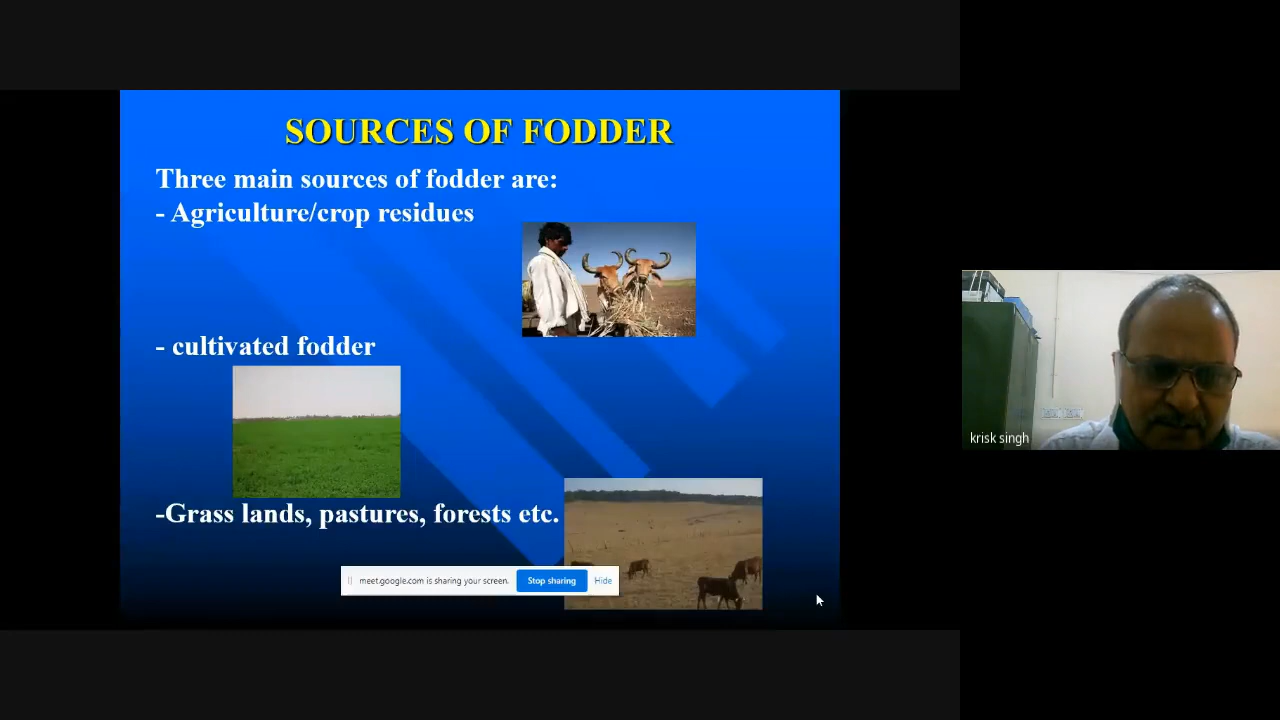 SOURCES OF FODDER
Three main sources of fodder are:
- Agriculture/crop residues
- cultivated fodder
-Grass lands, pastures, forests etc.
meet.google.com is sharing your screen.
Stop sharing
Hide
krisk singh